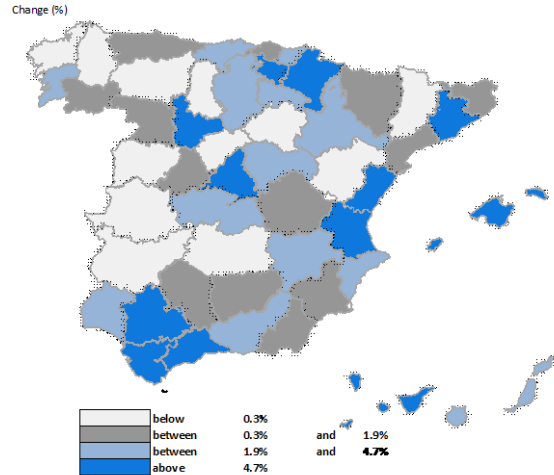 Change (%)
below 0.3%
between 0.3% and 1.9%
between 1.9% and 4.7%
above 4.7%